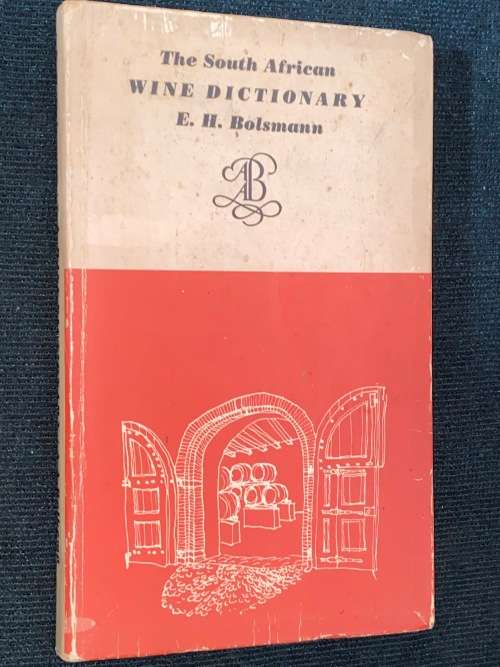 The South African
WINE DICTIONARY
E. H. Bolsmann
AB